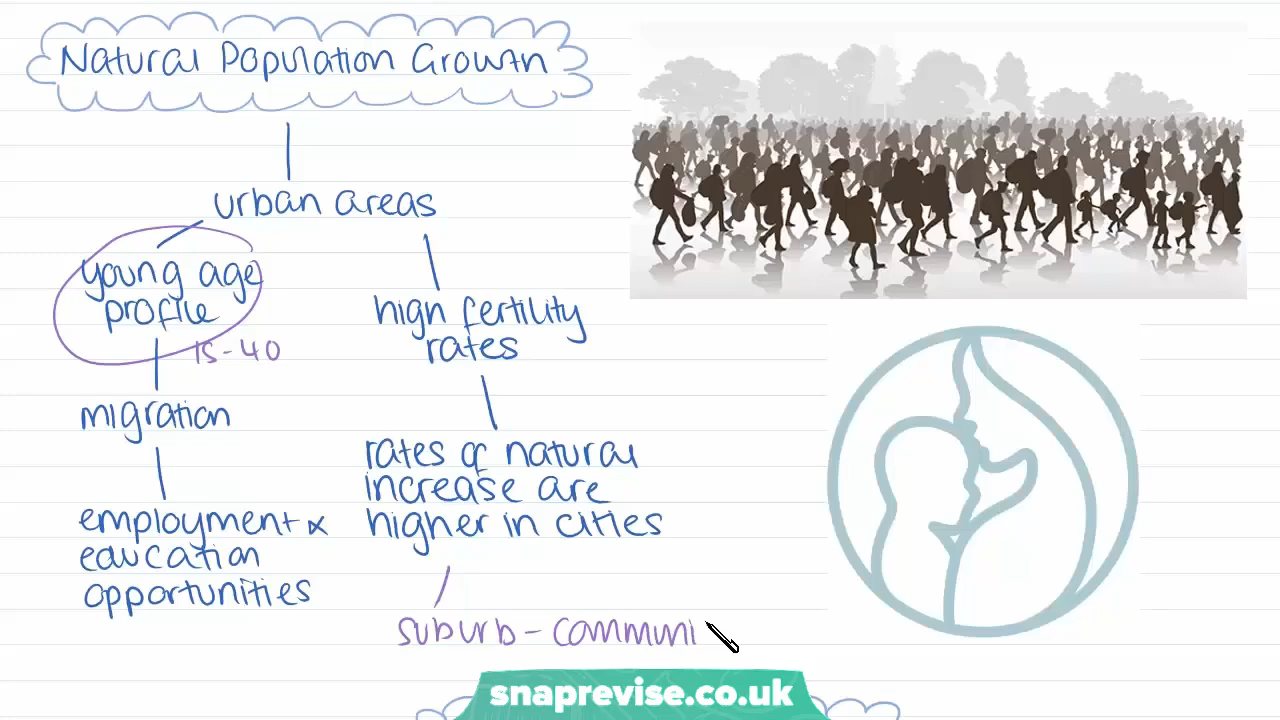 Natural Population Growth
urban areas
young age
profile
15-40
migration
employment &
education
opportunities
high fertility
rates
rates of natural
increase are
higher in cities
suburb - communi
snaprevise.co.uk